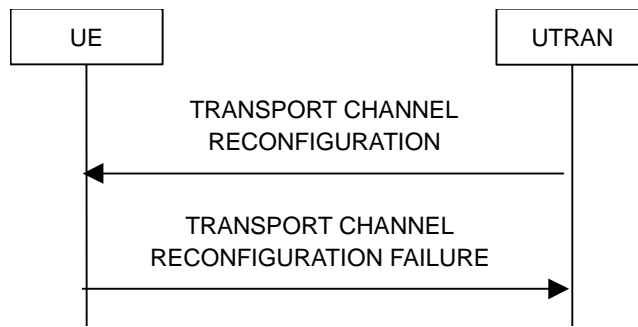 UE
UTRAN
TRANSPORT CHANNEL
RECONFIGURATION
TRANSPORT CHANNEL
RECONFIGURATION FAILURE